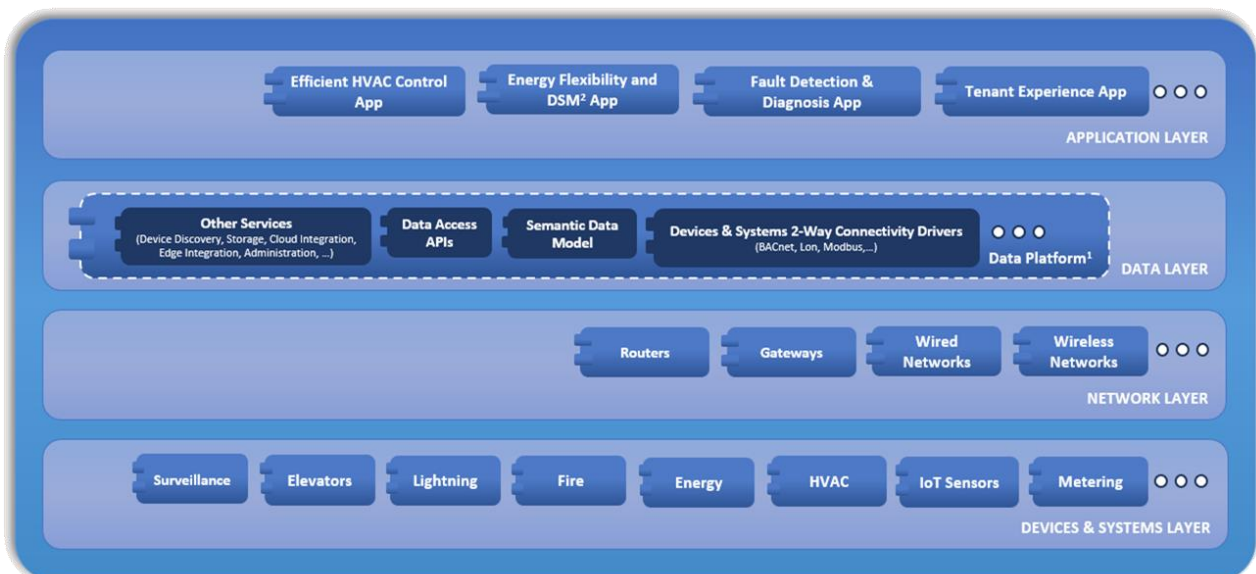 Efficient HVAC Control
App
Energy Flexibility and
DSM² App
Fault Detection &
Diagnosis App
Tenant Experience App
APPLICATION LAYER
Other Services
(Device Discovery, Storage, Cloud Integration,
Edge Integration, Administration, ...)
Data Access
APIs
Semantic Data
Model
Devices & Systems 2-Way Connectivity Drivers
(BACnet, Lon, Modbus,...)
Data Platform¹
DATA LAYER
Routers
Gateways
Wired
Networks
Wireless
Networks
NETWORK LAYER
Surveillance
Elevators
Lightning
Fire
Energy
HVAC
IoT Sensors
Metering
DEVICES & SYSTEMS LAYER